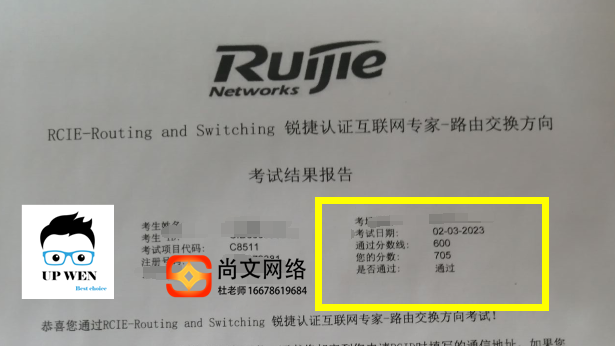 Ruijie
Networks
RCIE-Routing and Switching 锐捷认证互联网专家-路由交换方向
考试结果报告
考生姓名
考生 ID:
考试项目代码: C8511
注册号码
考场
考试日期: 02-03-2023
通过分数线: 600
您的分数: 705
是否通过: 通过
UP WEN
Best choice
尚文网络
杜老师 16678619684
恭喜您通过RCIE-Routing and Switching 锐捷认证互联网专家-路由交换方向考试！